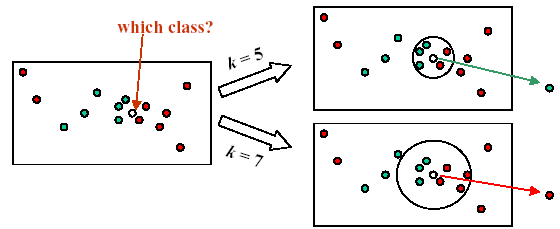 which class?
k = 5
k = 7